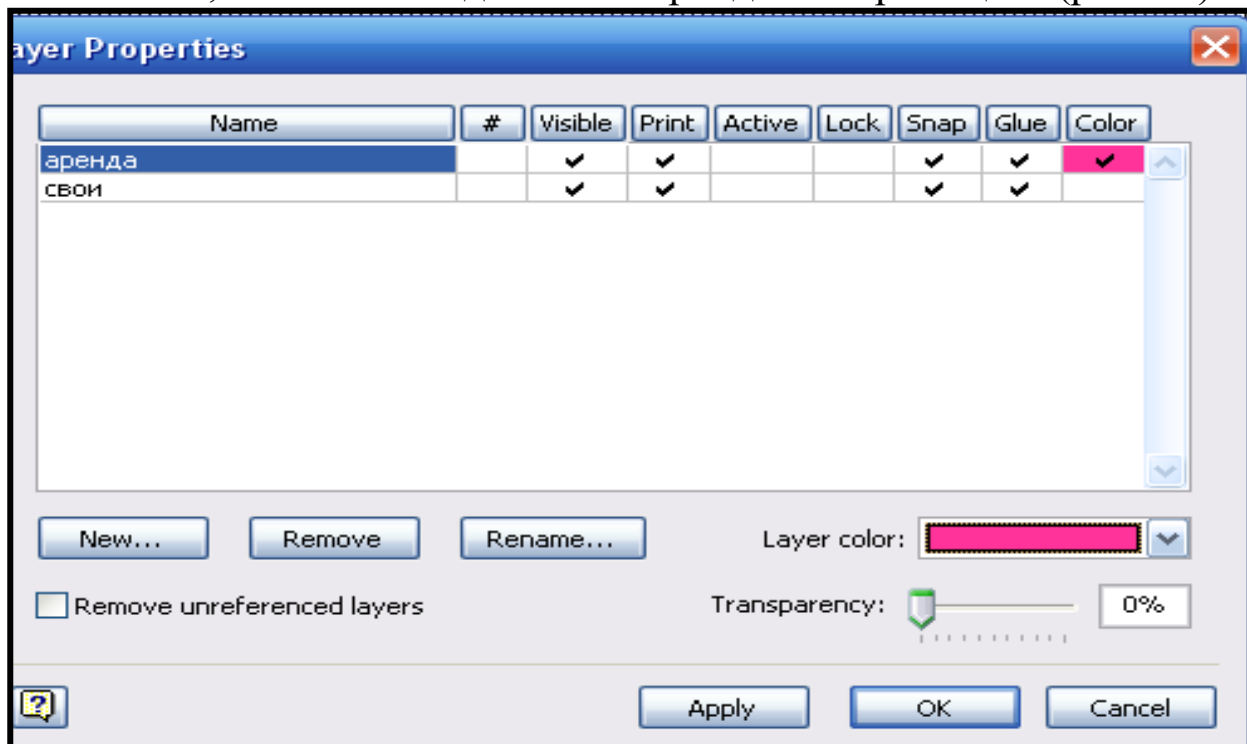 ayer Properties
Name # Visible Print Active Lock Snap Glue Color
аренда
свои
New... Remove Rename... Layer color:
Remove unreferenced layers Transparency: 0%
Apply OK Cancel